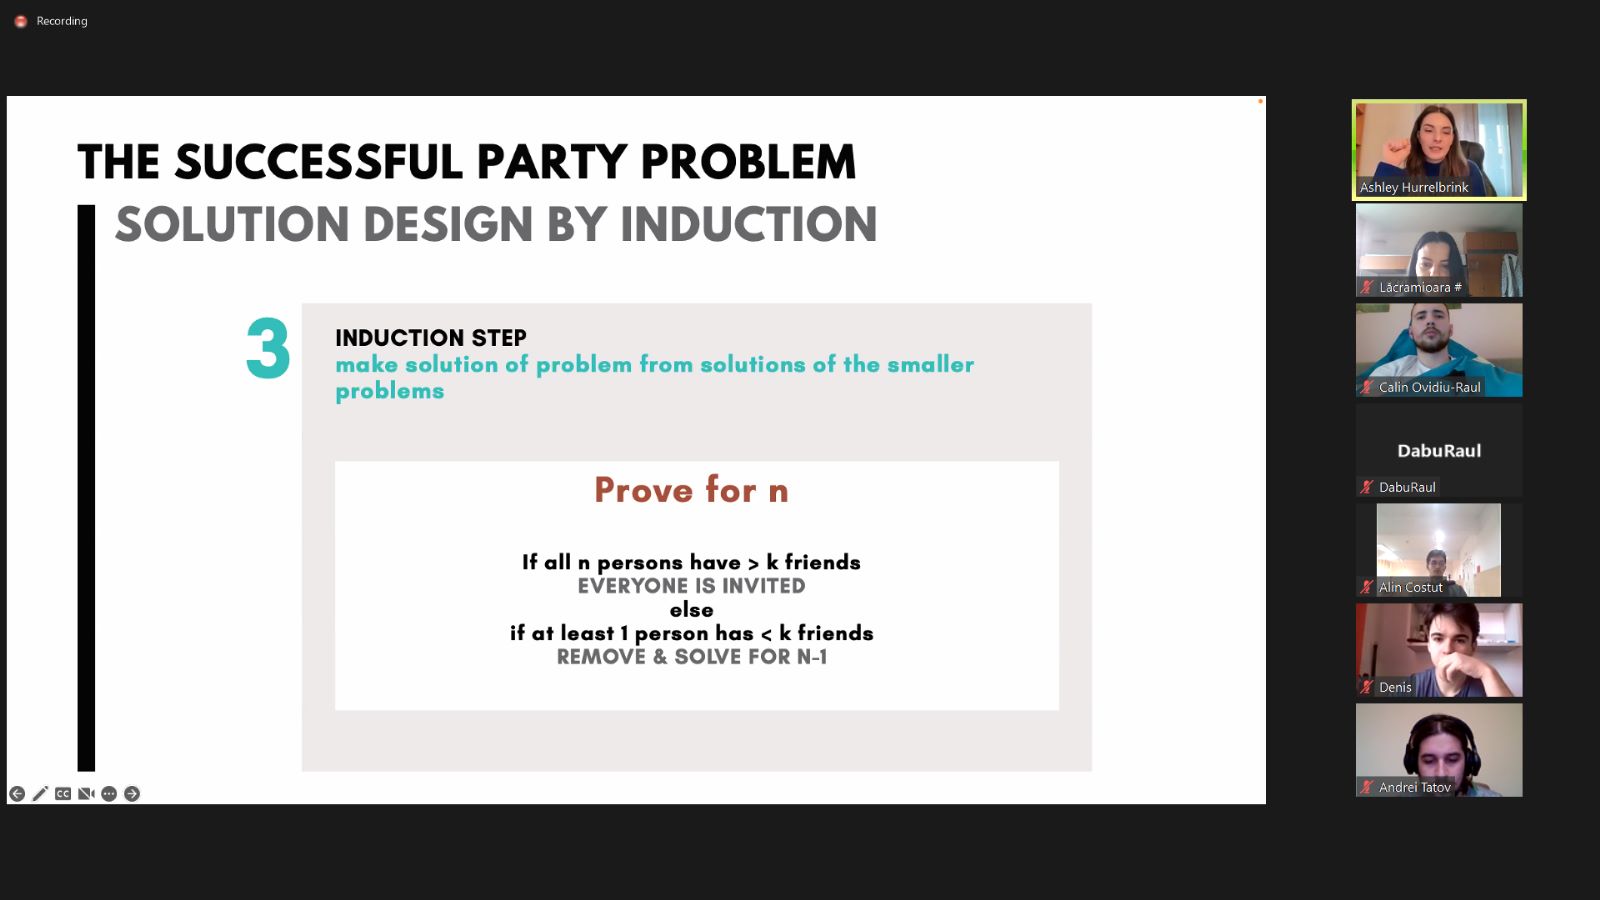 Recording
THE SUCCESSFUL PARTY PROBLEM
SOLUTION DESIGN BY INDUCTION
3
INDUCTION STEP
make solution of problem from solutions of the smaller
problems
Prove for n
If all n persons have > k friends
EVERYONE IS INVITED
else
if at least 1 person has < k friends
REMOVE & SOLVE FOR N-1
CC
Ashley Hurrelbrink
Lăcramioara #
Calin Ovidiu-Raul
DabuRaul
DabuRaul
Alin Costut
Denis
Andrei Tatov